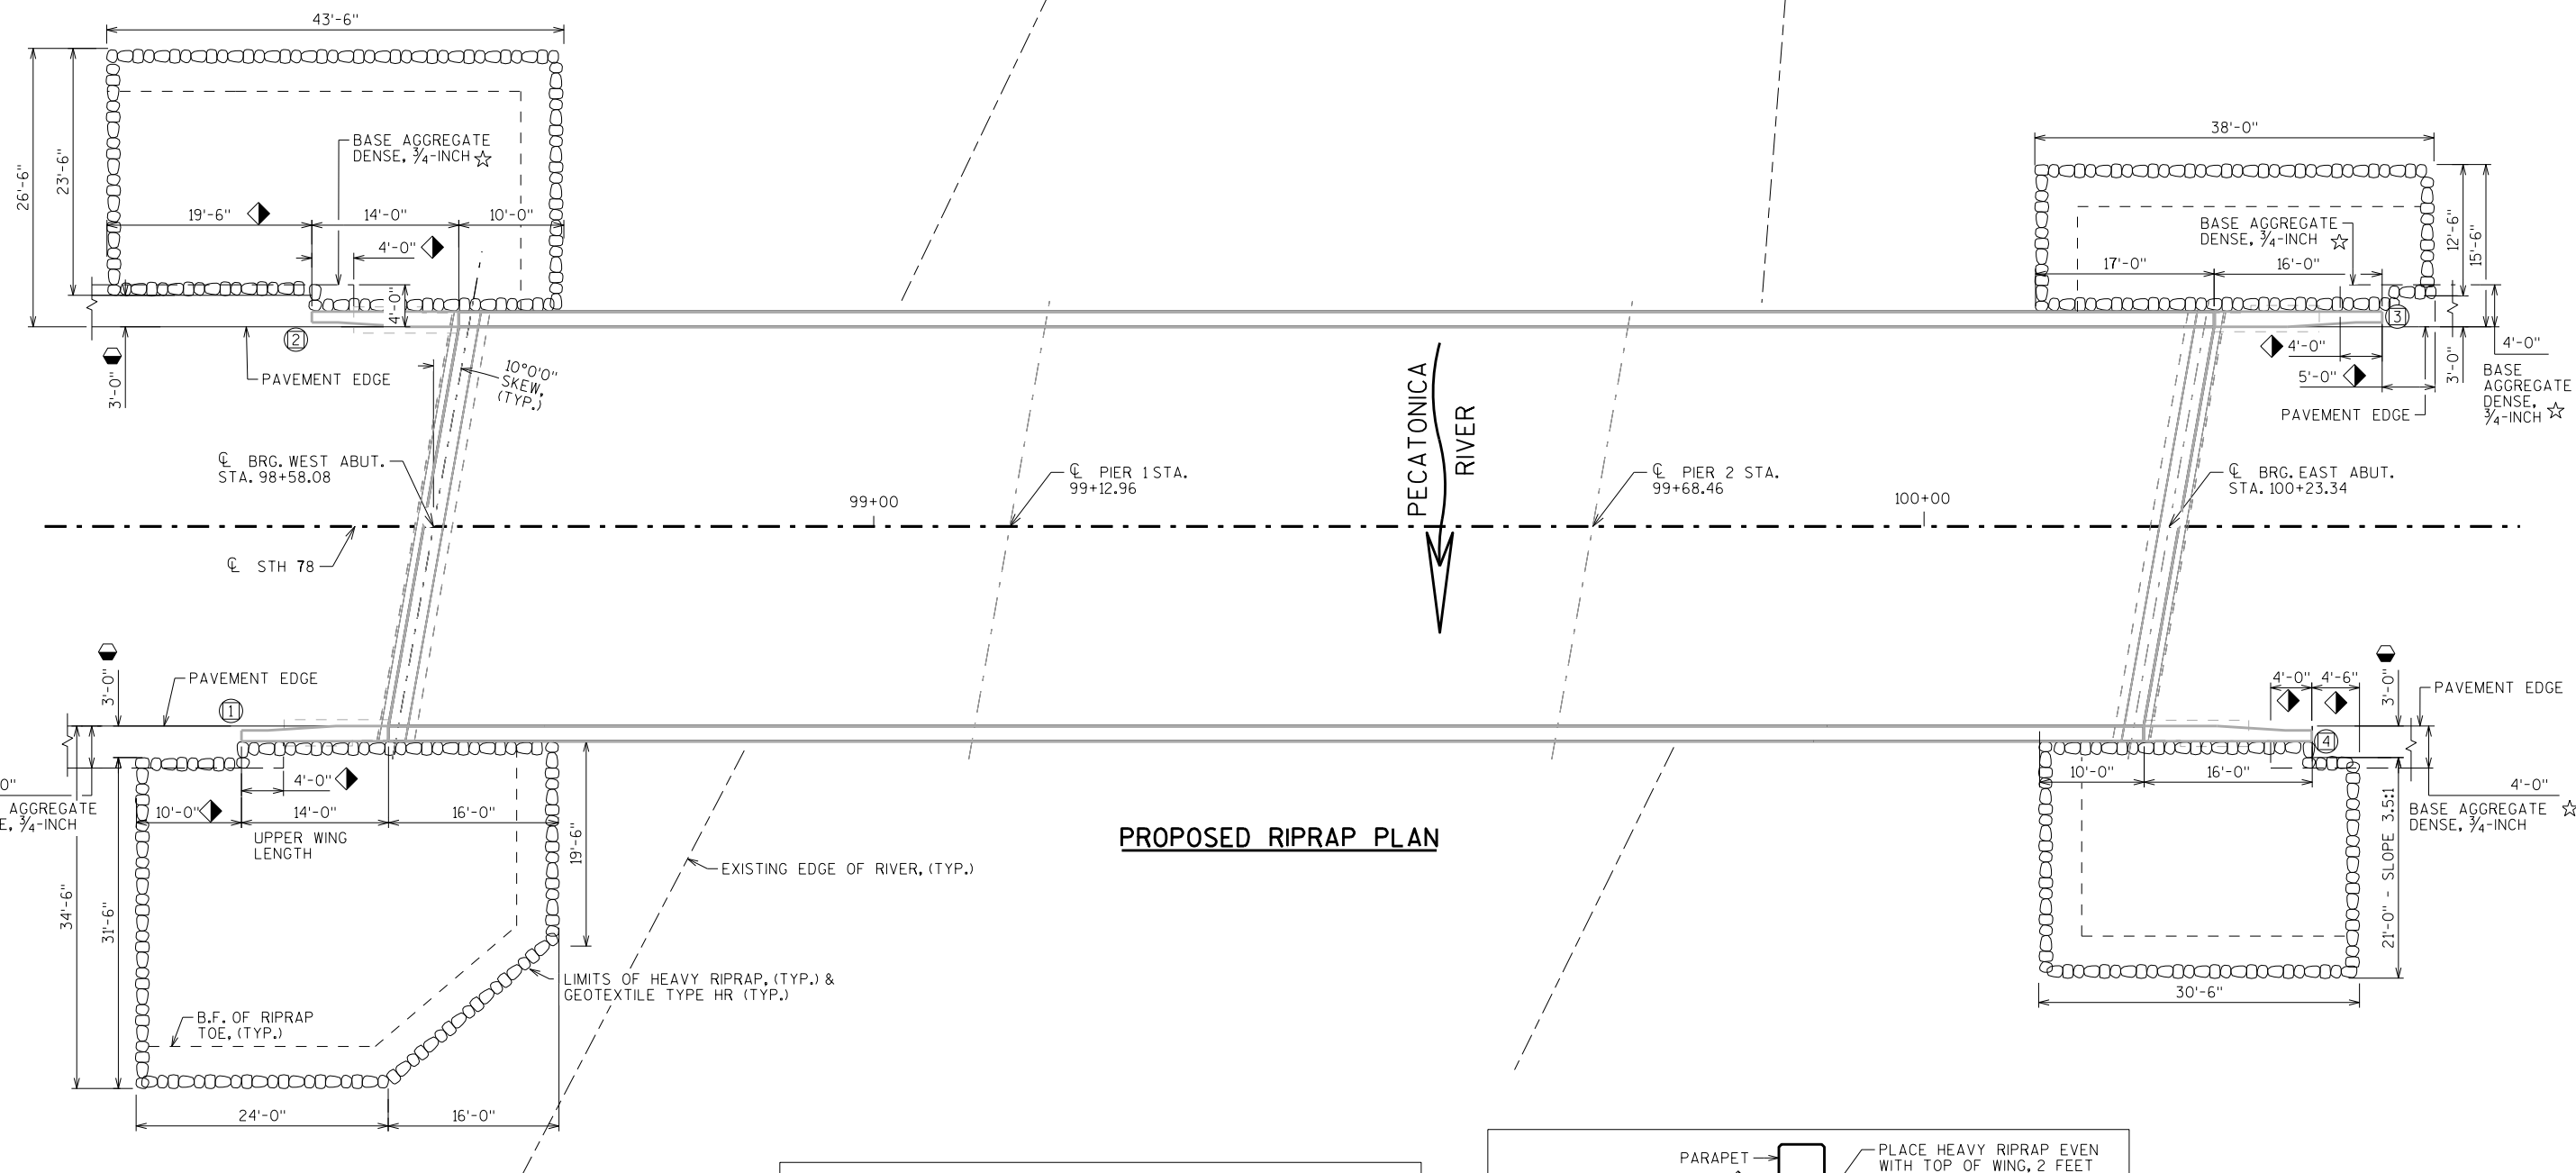 43'-6"
38'-0"
26'-6"
23'-6"
BASE AGGREGATE
DENSE, ¾-INCH ☆
19'-6"
14'-0"
10'-0"
4'-0"
4'-0"
BASE AGGREGATE
DENSE, ¾-INCH ☆
12'-6"
15'-6"
17'-0"
16'-0"
2
3
3'-0"
PAVEMENT EDGE
10°0'0"
SKEW,
(TYP.)
4'-0"
5'-0"
PAVEMENT EDGE
3'-0"
4'-0"
BASE
AGGREGATE
DENSE,
¾-INCH ☆
PECATONICA
RIVER
℄ BRG. WEST ABUT.
STA. 98+58.08
99+00
℄ PIER 1 STA.
99+12.96
℄ PIER 2 STA.
99+68.46
100+00
℄ BRG. EAST ABUT.
STA. 100+23.34
℄ STH 78
3'-0"
PAVEMENT EDGE
1
4'-0"
4'-6"
3'-0"
PAVEMENT EDGE
4
0"
AGGREGATE
E, ¾-INCH
4'-0"
10'-0"
14'-0"
16'-0"
UPPER WING
LENGTH
19'-6"
34'-6"
31'-6"
PROPOSED RIPRAP PLAN
EXISTING EDGE OF RIVER, (TYP.)
10'-0"
16'-0"
4'-0"
BASE AGGREGATE ☆
DENSE, ¾-INCH
21'-0" - SLOPE 3.5:1
30'-6"
LIMITS OF HEAVY RIPRAP, (TYP.) &
GEOTEXTILE TYPE HR (TYP.)
B.F. OF RIPRAP
TOE, (TYP.)
24'-0"
16'-0"
PARAPET
PLACE HEAVY RIPRAP EVEN
WITH TOP OF WING, 2 FEET